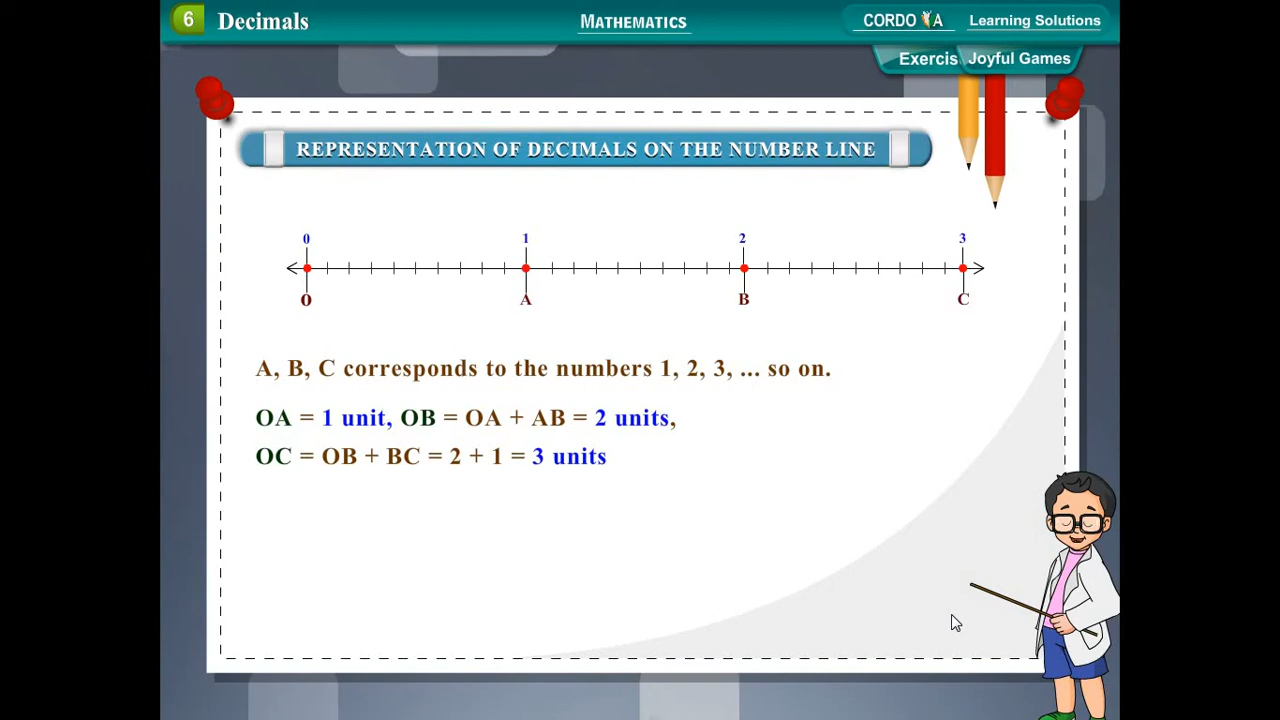 6 Decimals MATHEMATICS CORDOVA Learning Solutions
Exercis Joyful Games
REPRESENTATION OF DECIMALS ON THE NUMBER LINE
0 1 2 3
O A B C
A, B, C corresponds to the numbers 1, 2, 3, ... so on.
OA = 1 unit, OB = OA + AB = 2 units,
OC = OB + BC = 2 + 1 = 3 units